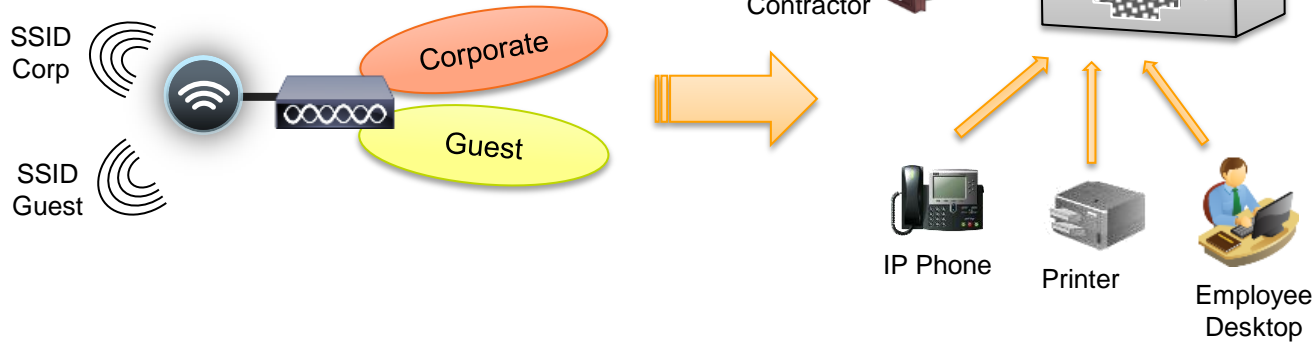 Contractor
SSID
Corp
Corporate
Guest
SSID
Guest
IP Phone
Printer
Employee
Desktop